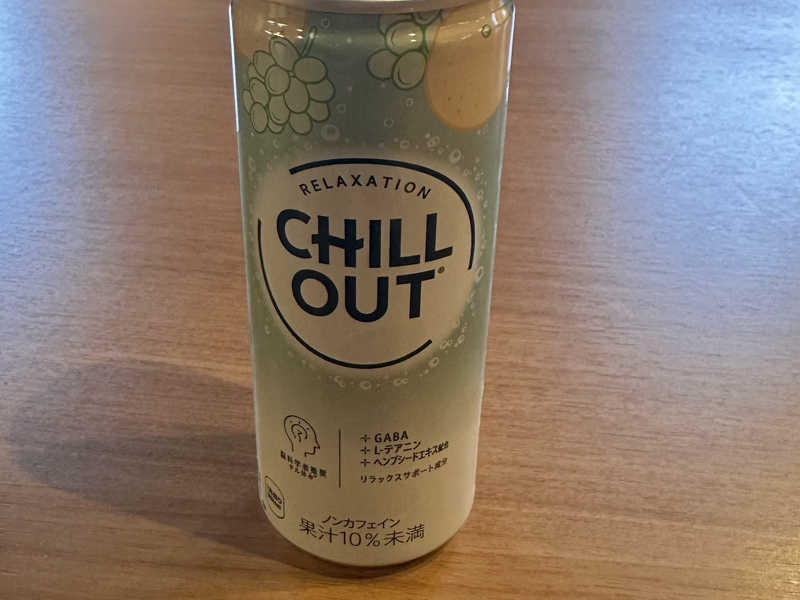 RELAXATION
CHILL
OUT®
+ GABA
+ L-テアニン
+ ヘンプシードエキス配合
リラックスサポート成分
ノンカフェイン
果汁10%未満